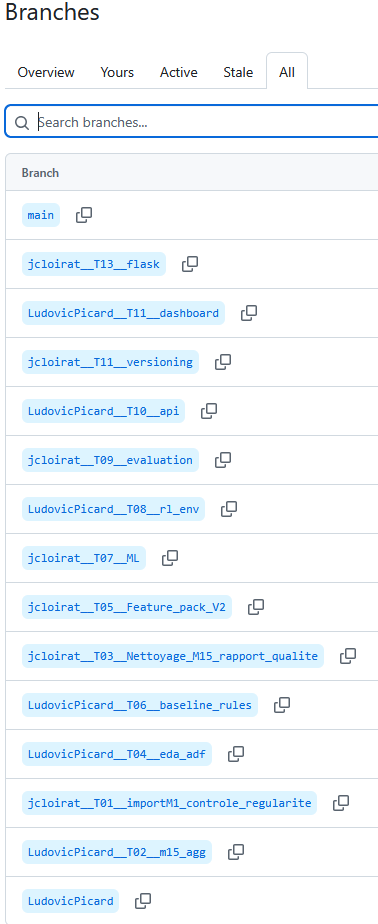 Branches
Overview Yours Active Stale All
Search branches...
Branch
main
jcloirat__T13__flask
LudovicPicard__T11__dashboard
jcloirat__T11__versioning
LudovicPicard__T10__api
jcloirat__T09__evaluation
LudovicPicard__T08__rl_env
jcloirat__T07__ML
jcloirat__T05__Feature_pack_V2
jcloirat__T03__Nettoyage_M15_rapport_qualite
LudovicPicard__T06__baseline_rules
LudovicPicard__T04__eda_adf
jcloirat__T01__importM1_controle_regularite
LudovicPicard__T02__m15_agg
LudovicPicard